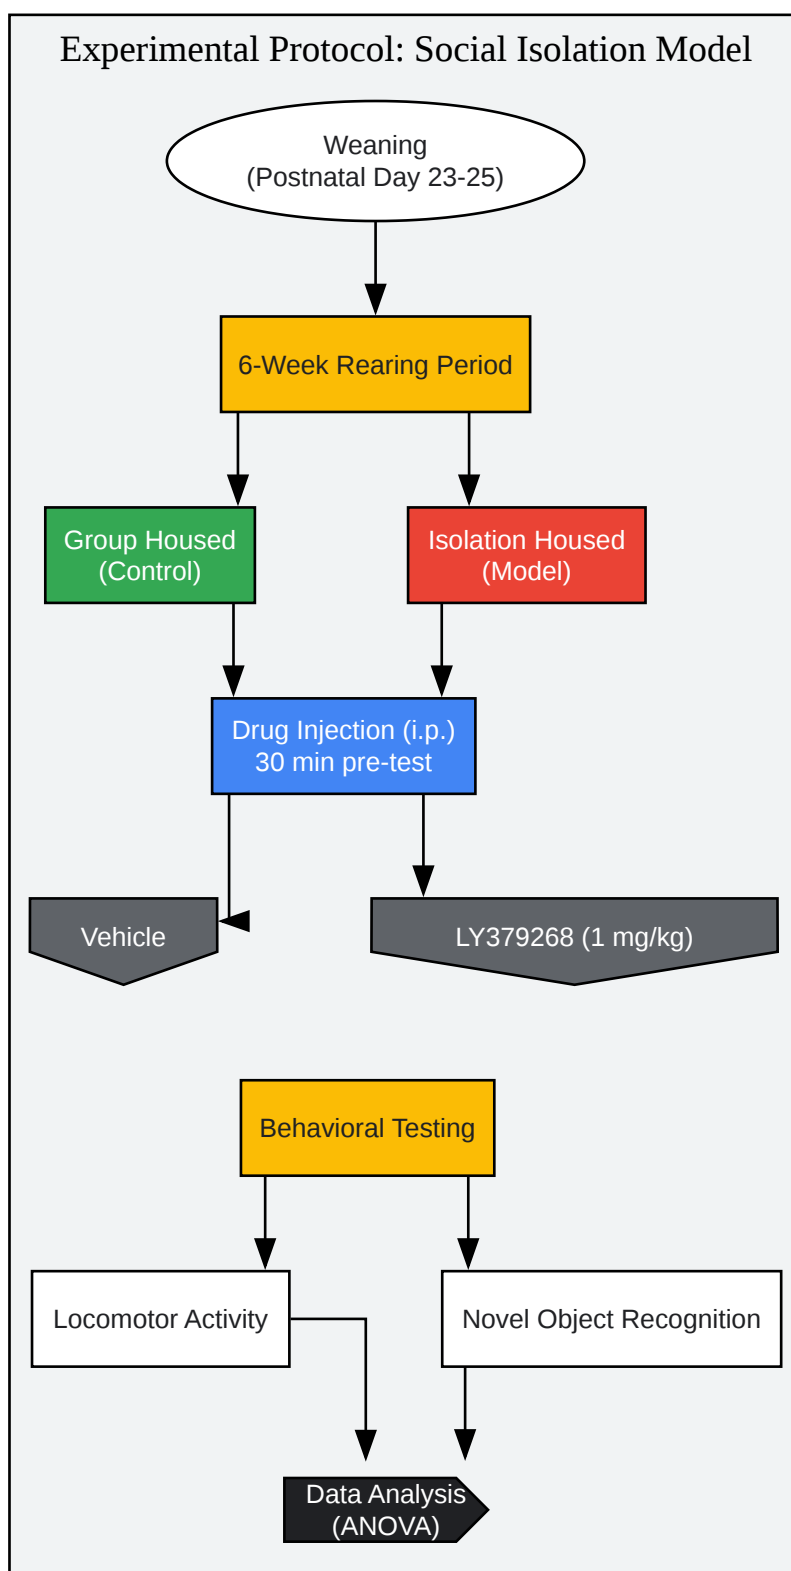 Experimental Protocol: Social Isolation Model
Weaning
(Postnatal Day 23-25)
6-Week Rearing Period
Group Housed
(Control)
Isolation Housed
(Model)
Drug Injection (i.p.)
30 min pre-test
Vehicle
LY379268 (1 mg/kg)
Behavioral Testing
Locomotor Activity
Novel Object Recognition
Data Analysis
(ANOVA)